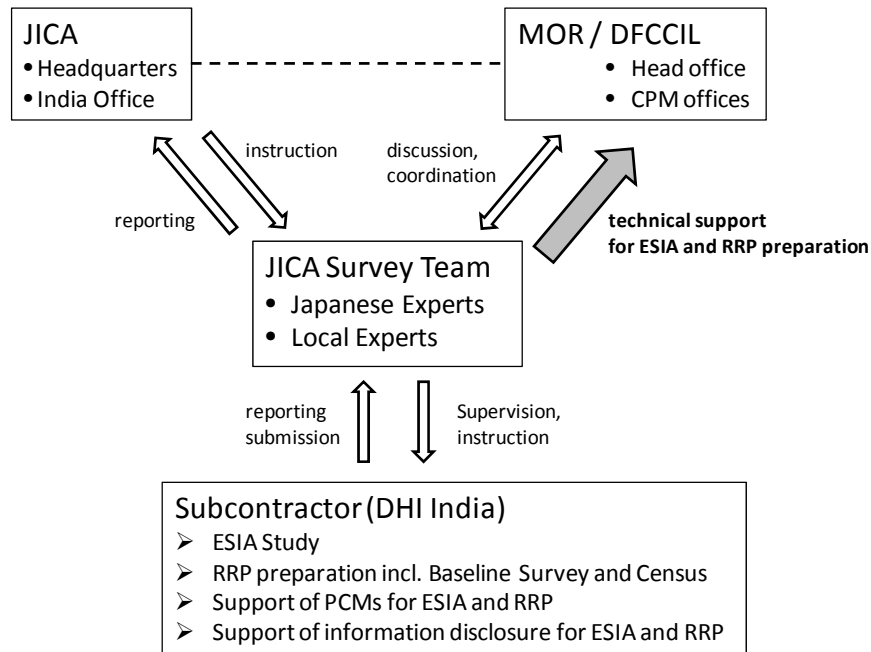 JICA
• Headquarters
• India Office
MOR / DFCCIL
• Head office
• CPM offices
instruction
reporting
discussion,
coordination
technical support
for ESIA and RRP preparation
JICA Survey Team
• Japanese Experts
• Local Experts
reporting
submission
Supervision,
instruction
Subcontractor (DHI India)
➢ ESIA Study
➢ RRP preparation incl. Baseline Survey and Census
➢ Support of PCMs for ESIA and RRP
➢ Support of information disclosure for ESIA and RRP